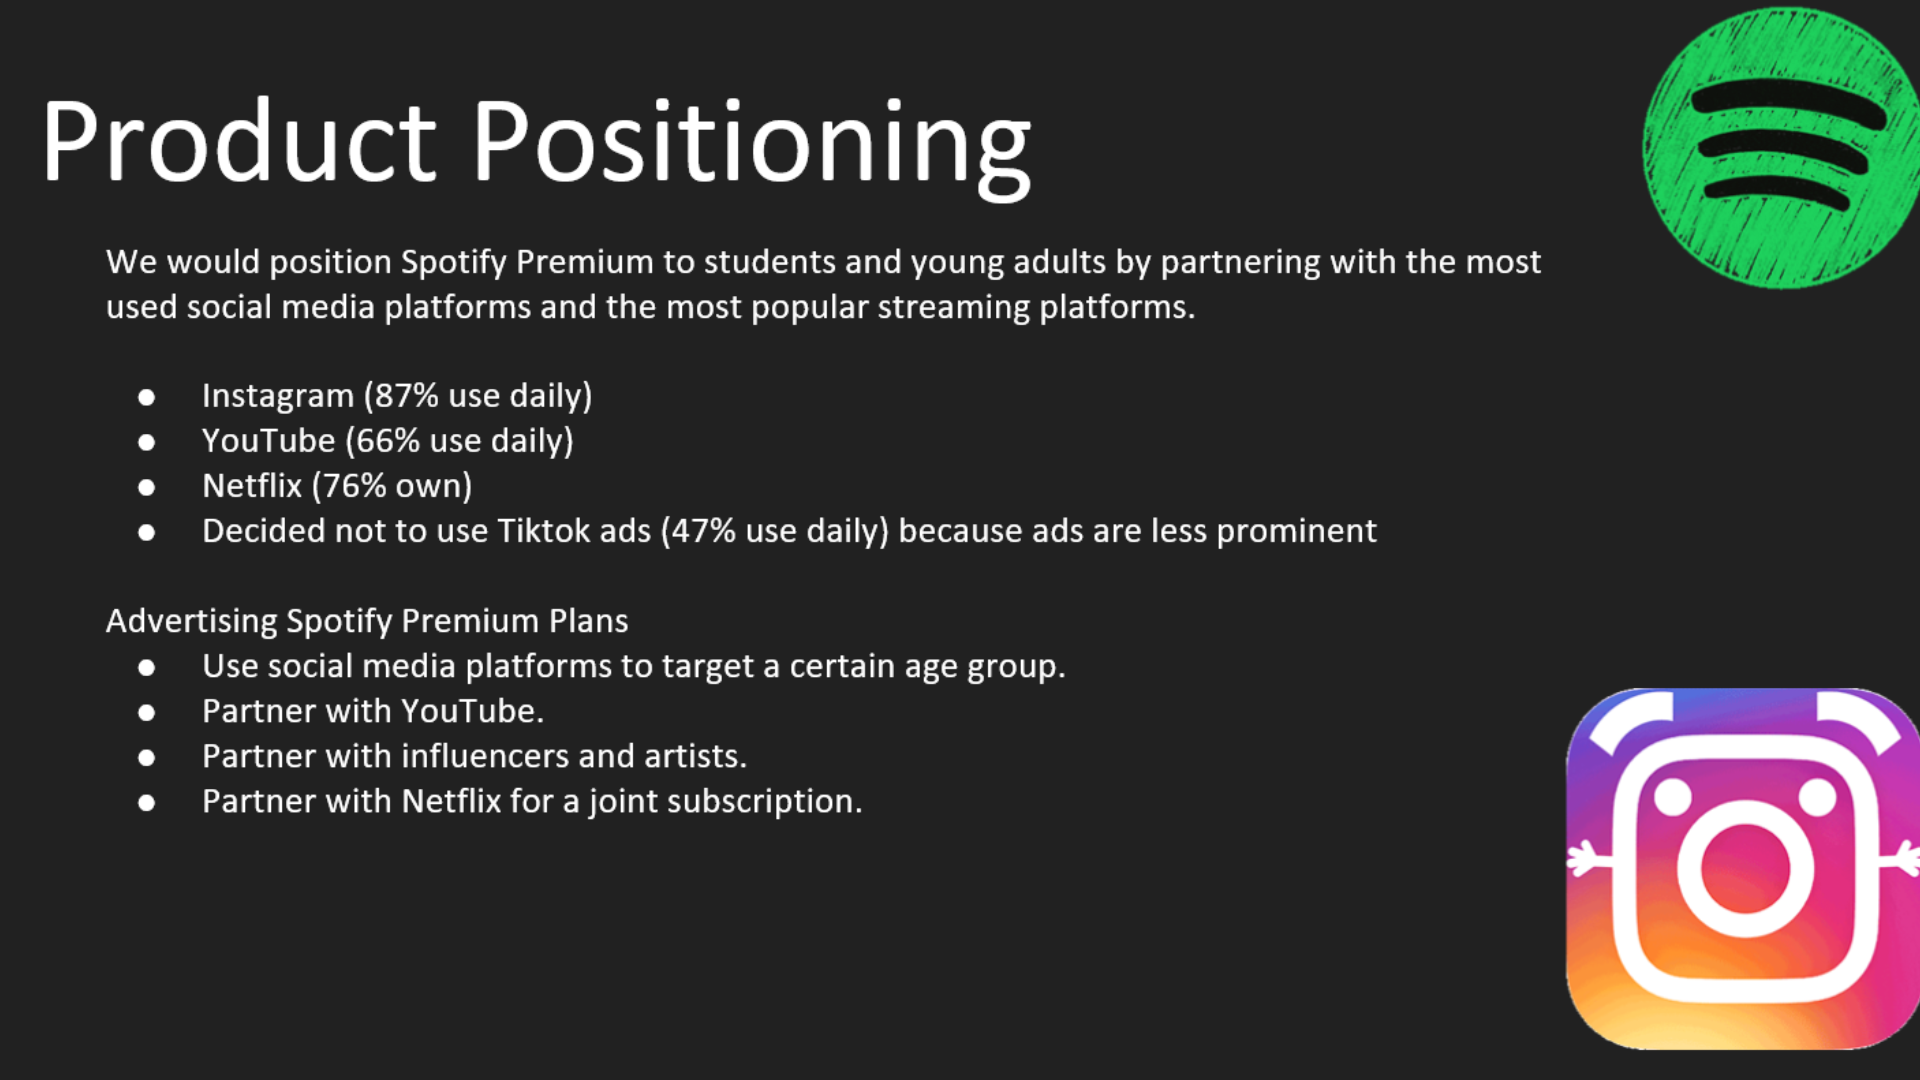 Product Positioning
We would position Spotify Premium to students and young adults by partnering with the most
used social media platforms and the most popular streaming platforms.
● Instagram (87% use daily)
● YouTube (66% use daily)
● Netflix (76% own)
● Decided not to use Tiktok ads (47% use daily) because ads are less prominent
Advertising Spotify Premium Plans
● Use social media platforms to target a certain age group.
● Partner with YouTube.
● Partner with influencers and artists.
● Partner with Netflix for a joint subscription.